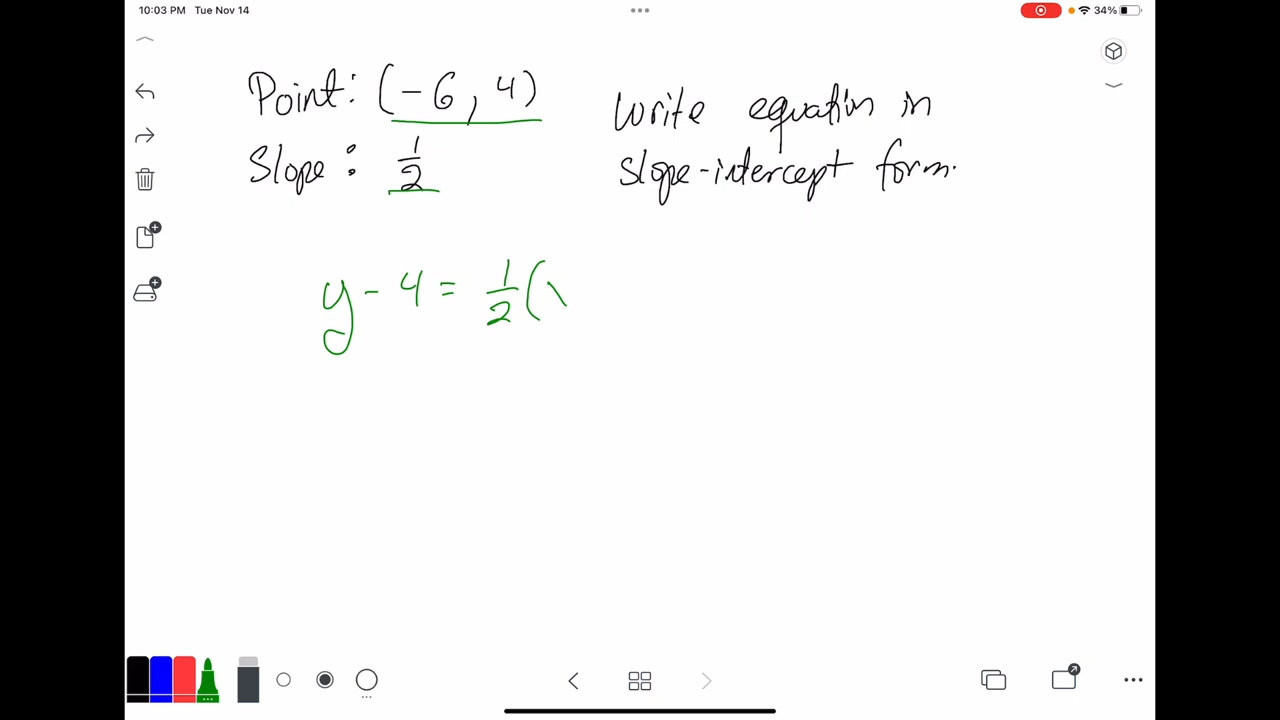 10:03 PM Tue Nov 14
34%
Point: (-6, 4)
Slope: 1/2
Write equation in
slope-intercept form.
y - 4 = 1/2(